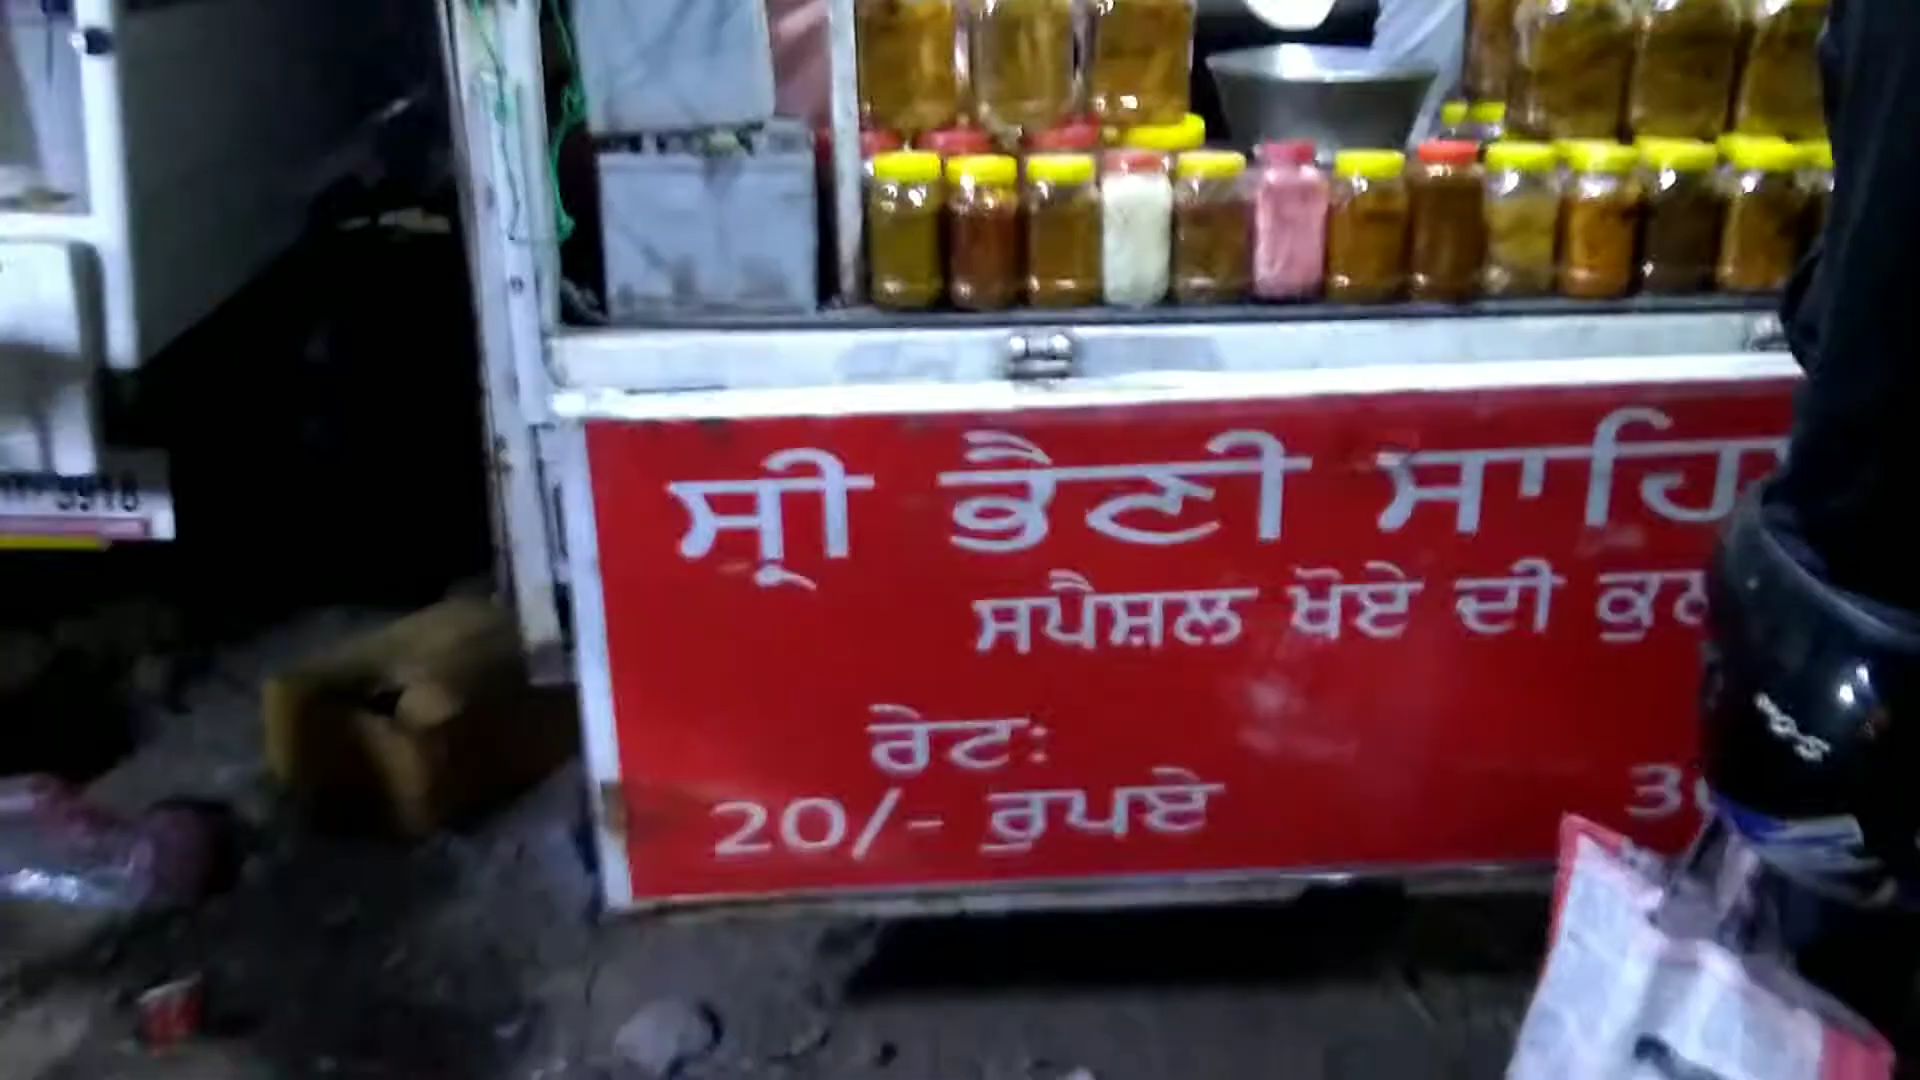 ਸ੍ਰੀ ਭੈਣੀ ਸਾਹਿ
ਸਪੈਸ਼ਲ ਖੋਏ ਦੀ ਕੁਲ
ਰੇਟ:
20/- ਰੁਪਏ